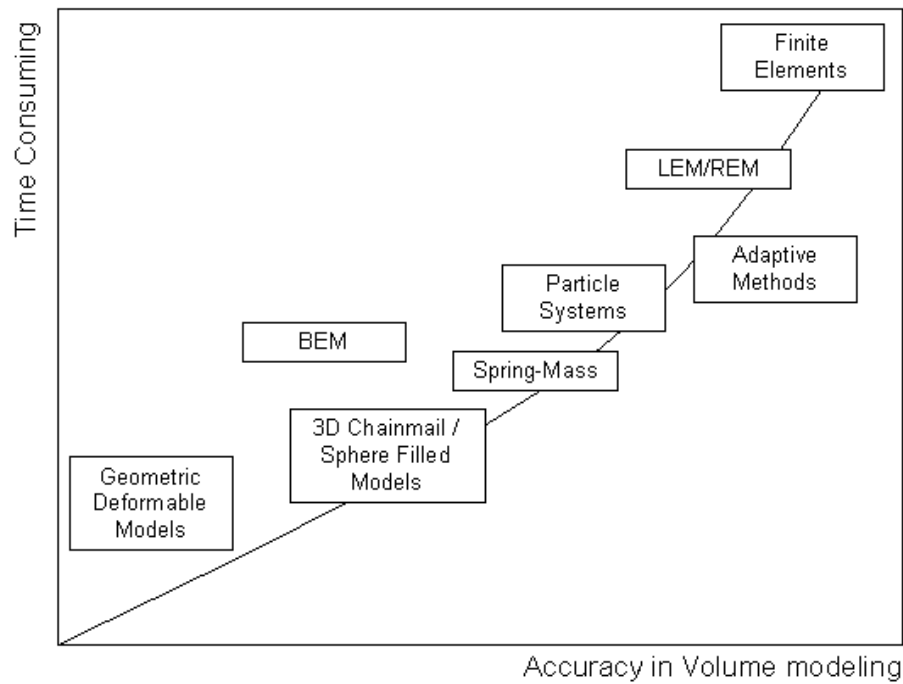 Time Consuming
Finite
Elements
LEM/REM
Adaptive
Methods
Particle
Systems
BEM
Spring-Mass
3D Chainmail /
Sphere Filled
Models
Geometric
Deformable
Models
Accuracy in Volume modeling